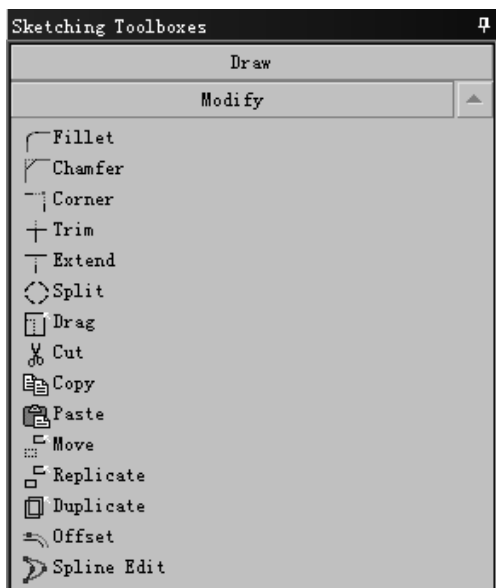 Sketching Toolboxes
Draw
Modify
Fillet
Chamfer
Corner
Trim
Extend
Split
Drag
Cut
Copy
Paste
Move
Replicate
Duplicate
Offset
Spline Edit